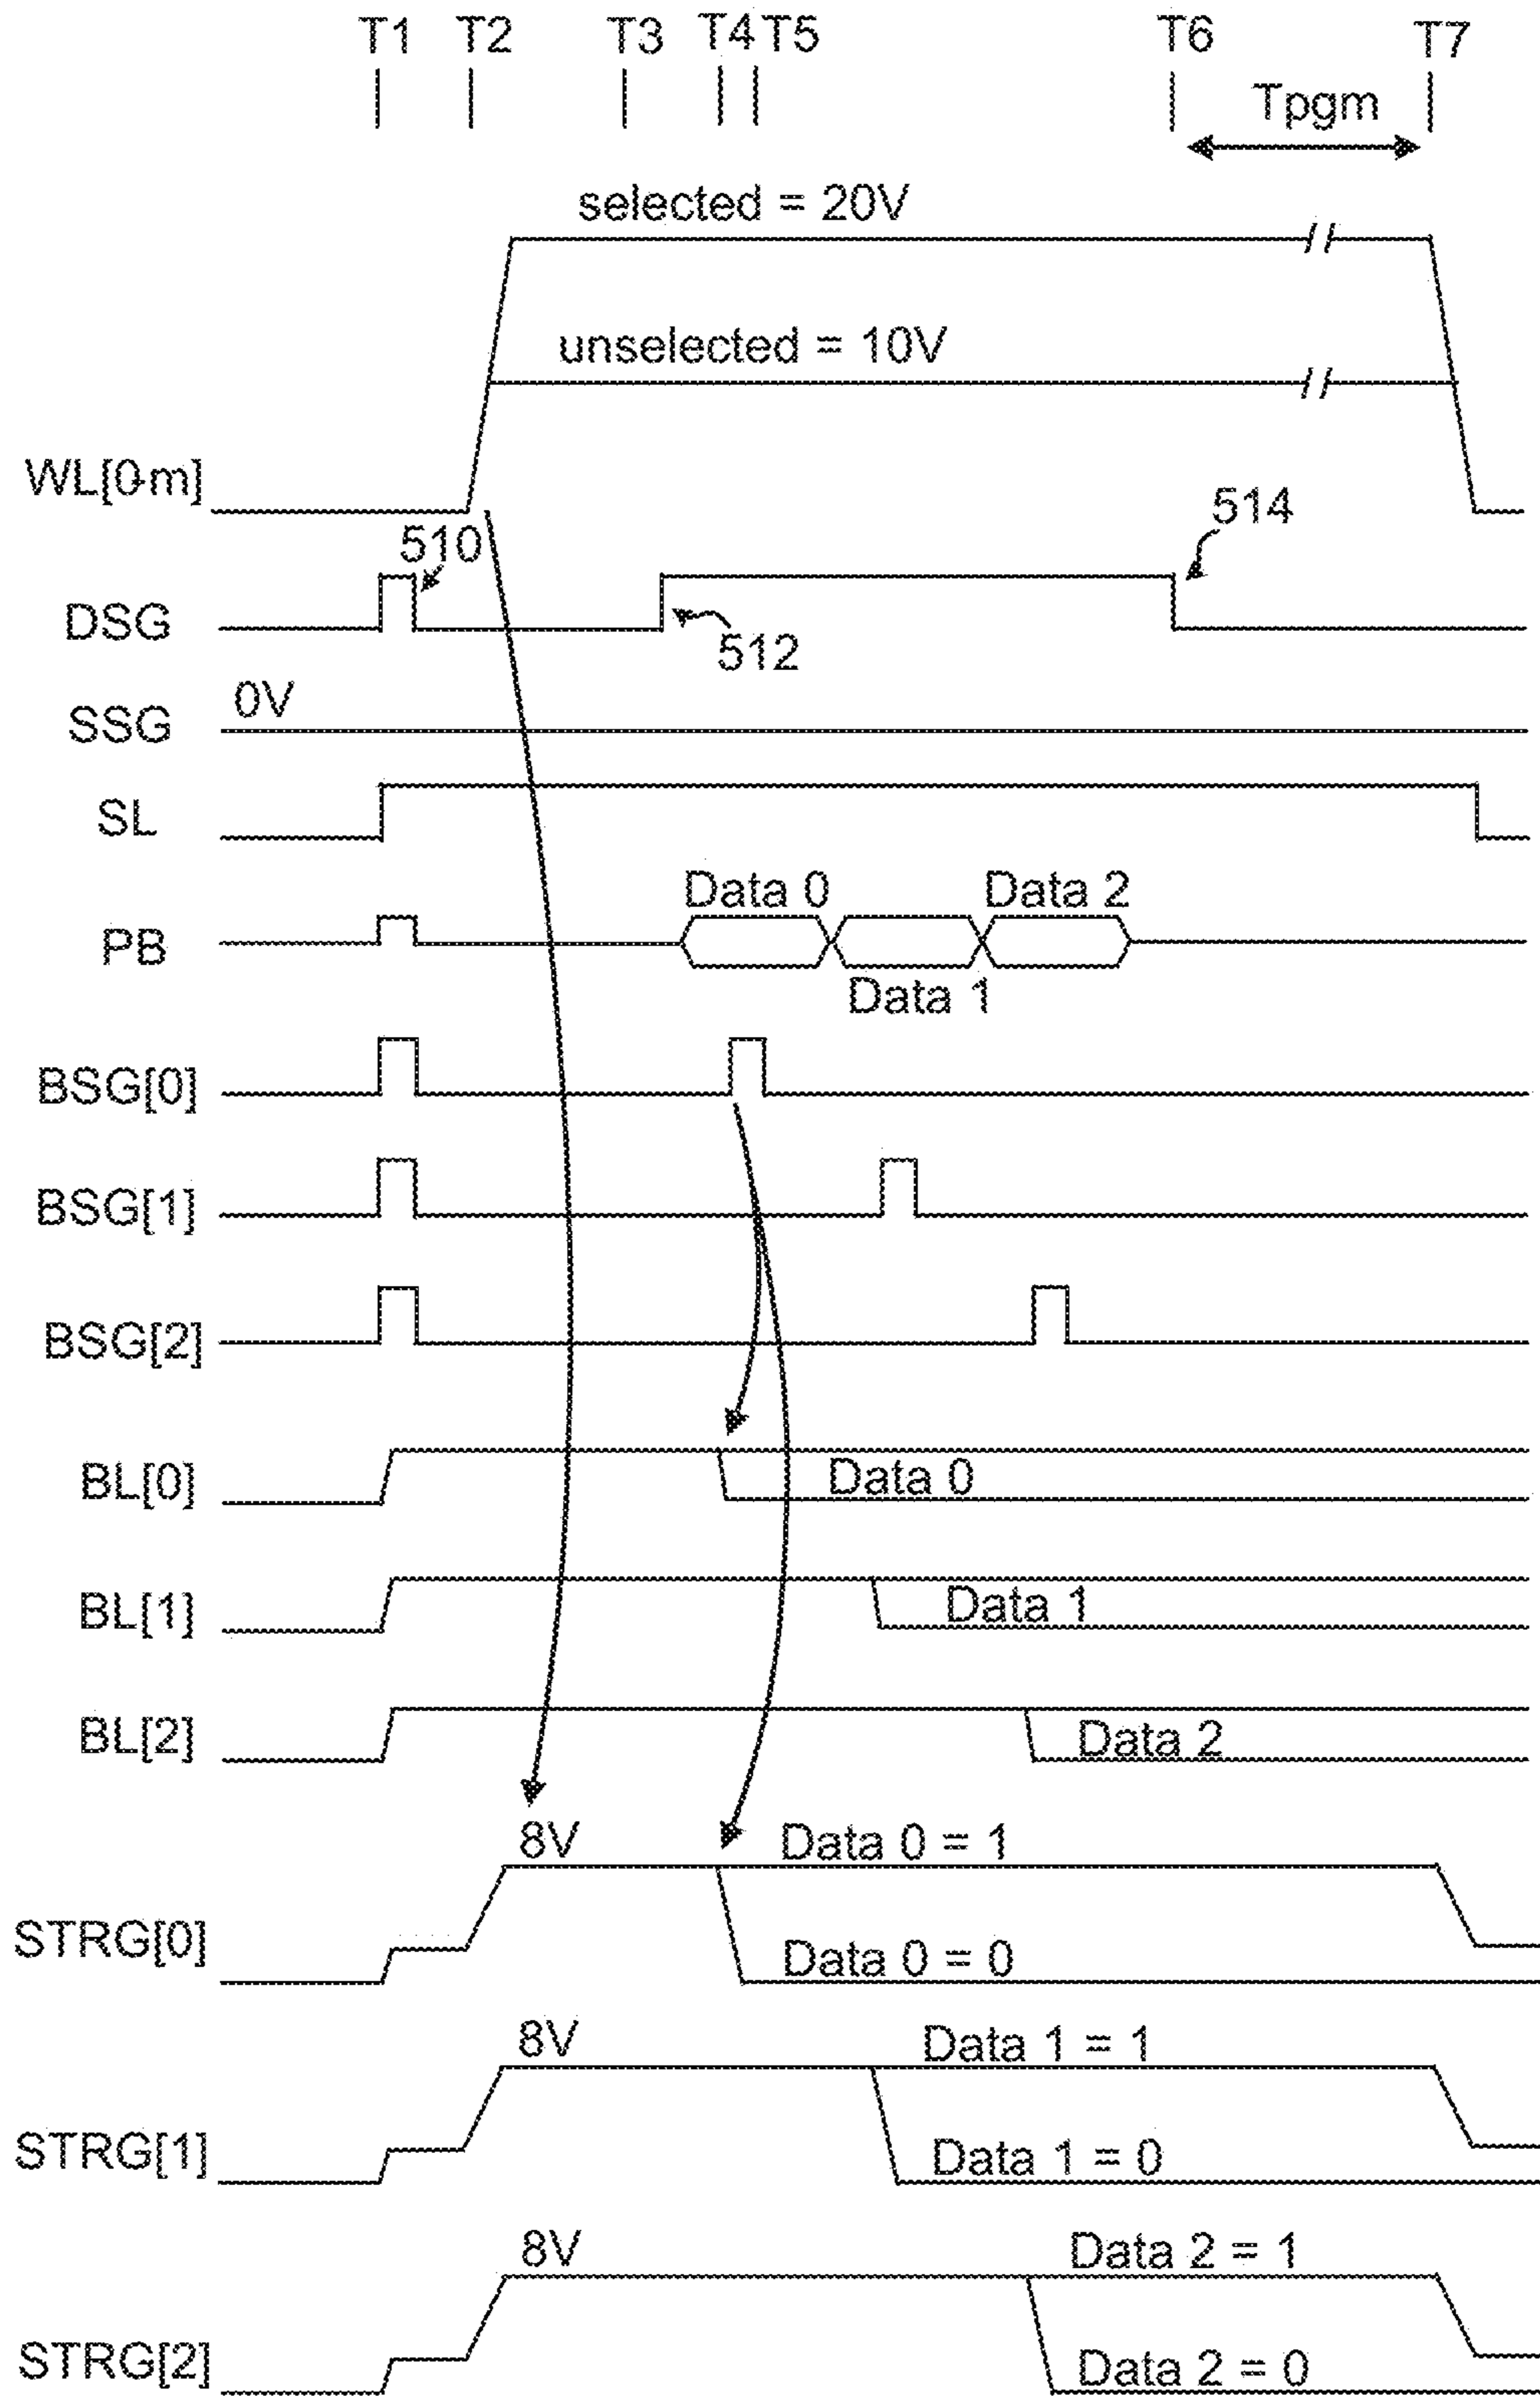 T1 T2 T3 T4 T5 T6 T7
Tpgm
selected = 20V
unselected = 10V
WL[0-m]
510
514
DSG
512
0V
SSG
SL
Data 0 Data 2
PB
Data 1
BSG[0]
BSG[1]
BSG[2]
BL[0] Data 0
BL[1] Data 1
BL[2] Data 2
8V Data 0 = 1
STRG[0]
Data 0 = 0
8V Data 1 = 1
STRG[1]
Data 1 = 0
8V Data 2 = 1
STRG[2]
Data 2 = 0